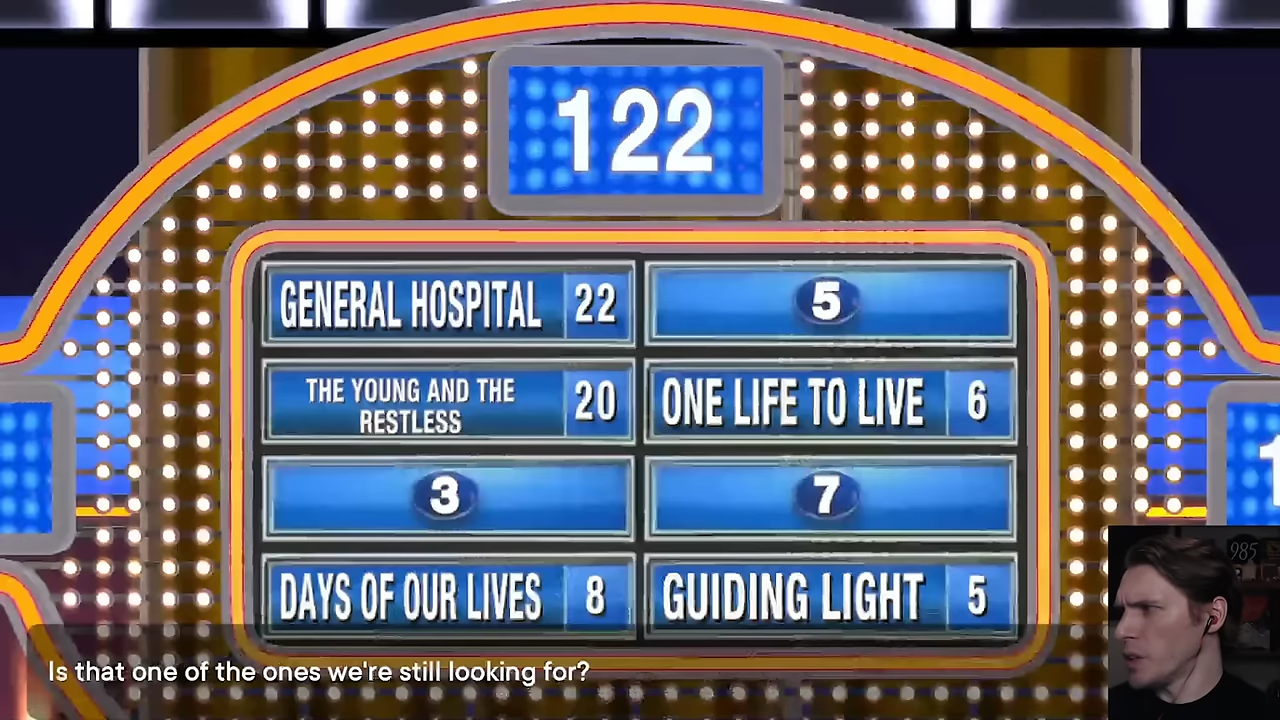 122
GENERAL HOSPITAL 22
5
THE YOUNG AND THE
RESTLESS
20
ONE LIFE TO LIVE 6
3
7
DAYS OF OUR LIVES 8
GUIDING LIGHT 5
985
Is that one of the ones we're still looking for?